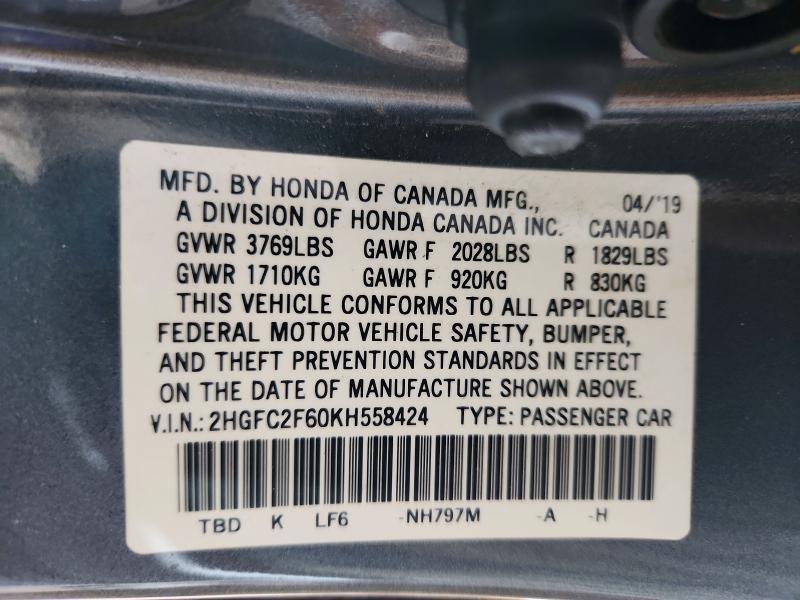 MFD. BY HONDA OF CANADA MFG., 04/'19
A DIVISION OF HONDA CANADA INC. CANADA
GVWR 3769LBS GAWR F 2028LBS R 1829LBS
GVWR 1710KG GAWR F 920KG R 830KG
THIS VEHICLE CONFORMS TO ALL APPLICABLE
FEDERAL MOTOR VEHICLE SAFETY, BUMPER,
AND THEFT PREVENTION STANDARDS IN EFFECT
ON THE DATE OF MANUFACTURE SHOWN ABOVE.
V.I.N.: 2HGFC2F60KH558424 TYPE: PASSENGER CAR
TBD K LF6 -NH797M -A -H